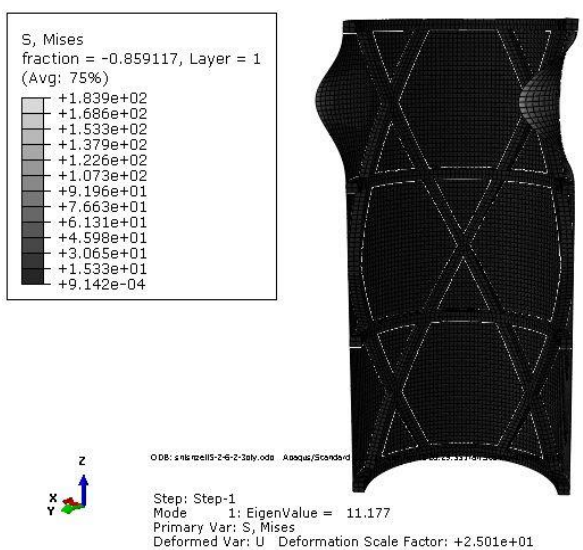 S, Mises
fraction = -0.859117, Layer = 1
(Avg: 75%)
+1.839e+02
+1.686e+02
+1.533e+02
+1.379e+02
+1.226e+02
+1.073e+02
+9.196e+01
+7.663e+01
+6.131e+01
+4.598e+01
+3.065e+01
+1.533e+01
+9.142e-04
Z
X
Y
ODB: Abaqus/Standard
Step: Step-1
Mode 1: EigenValue = 11.177
Primary Var: S, Mises
Deformed Var: U Deformation Scale Factor: +2.501e+01